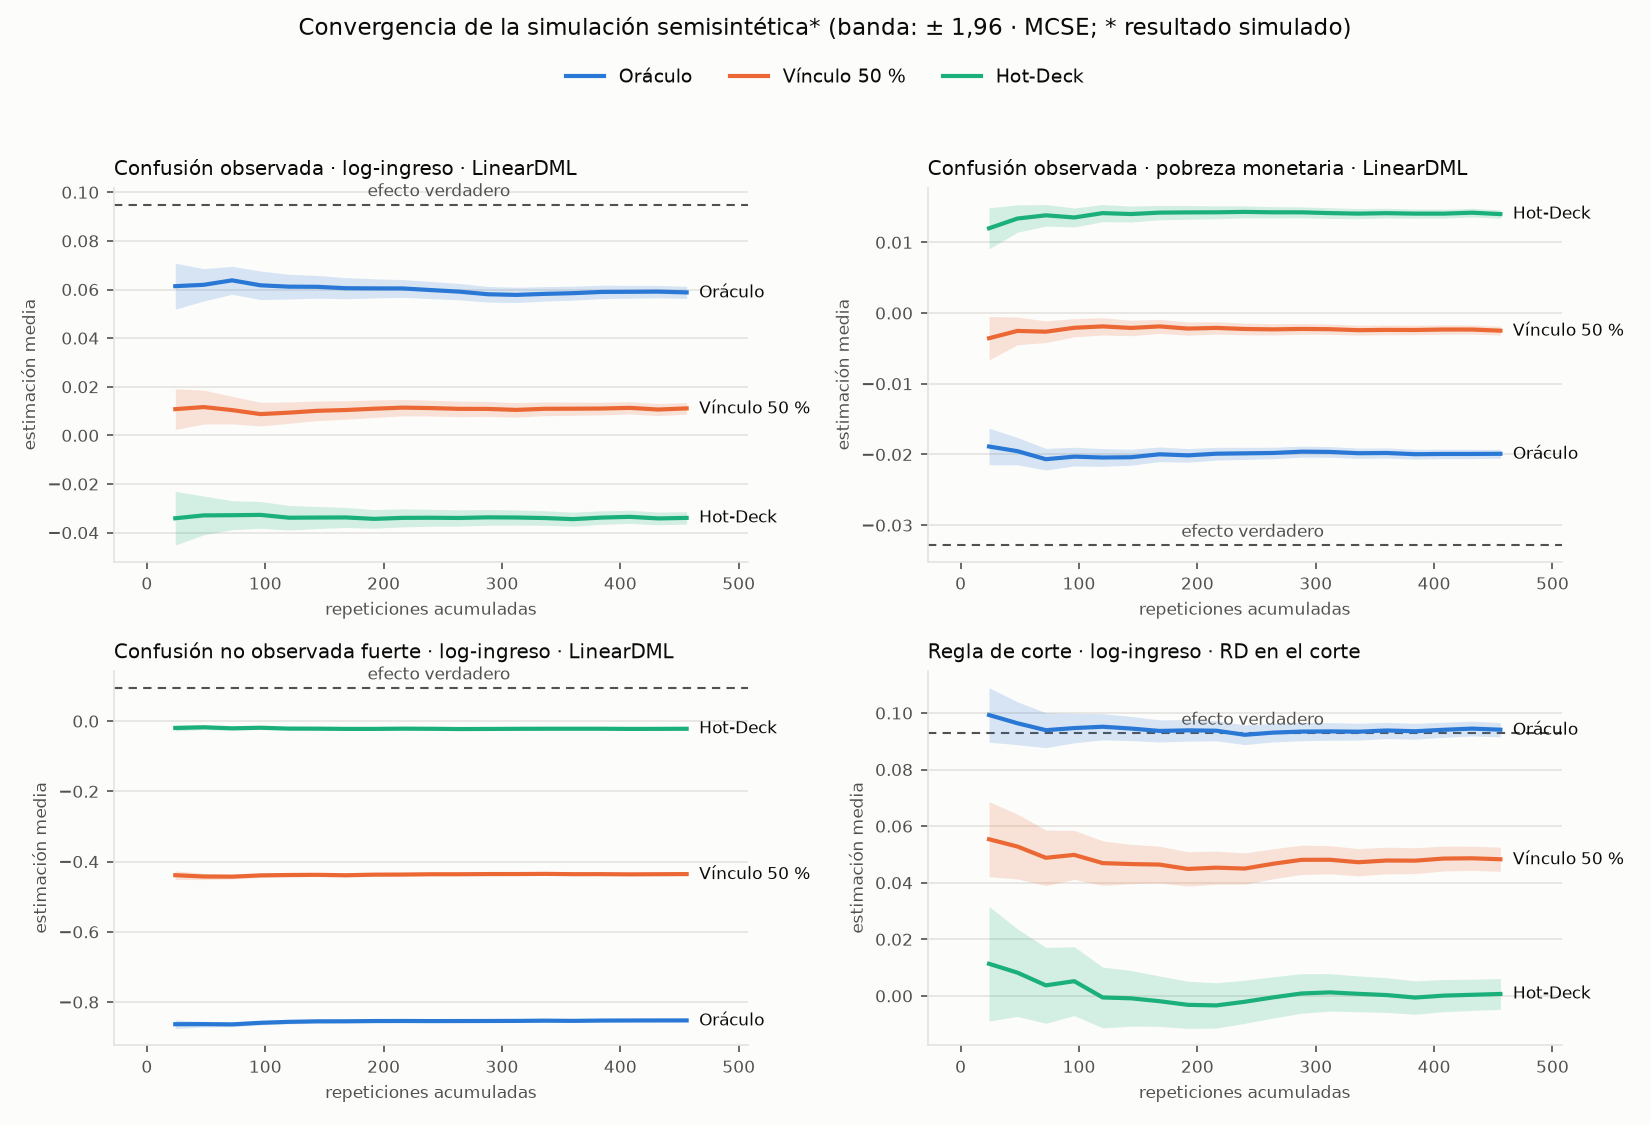 Convergencia de la simulación semisintética* (banda: ± 1,96 · MCSE; * resultado simulado)
Oráculo
Vínculo 50 %
Hot-Deck
Confusión observada · log-ingreso · LinearDML
efecto verdadero
0.10
0.08
0.06
0.04
0.02
0.00
−0.02
−0.04
estimación media
Oráculo
Vínculo 50 %
Hot-Deck
0 100 200 300 400 500
repeticiones acumuladas
Confusión observada · pobreza monetaria · LinearDML
0.01
0.00
−0.01
−0.02
−0.03
estimación media
Hot-Deck
Vínculo 50 %
Oráculo
efecto verdadero
0 100 200 300 400 500
repeticiones acumuladas
Confusión no observada fuerte · log-ingreso · LinearDML
efecto verdadero
0.0
−0.2
−0.4
−0.6
−0.8
estimación media
Hot-Deck
Vínculo 50 %
Oráculo
0 100 200 300 400 500
repeticiones acumuladas
Regla de corte · log-ingreso · RD en el corte
0.10
0.08
0.06
0.04
0.02
0.00
estimación media
efecto verdadero
Oráculo
Vínculo 50 %
Hot-Deck
0 100 200 300 400 500
repeticiones acumuladas